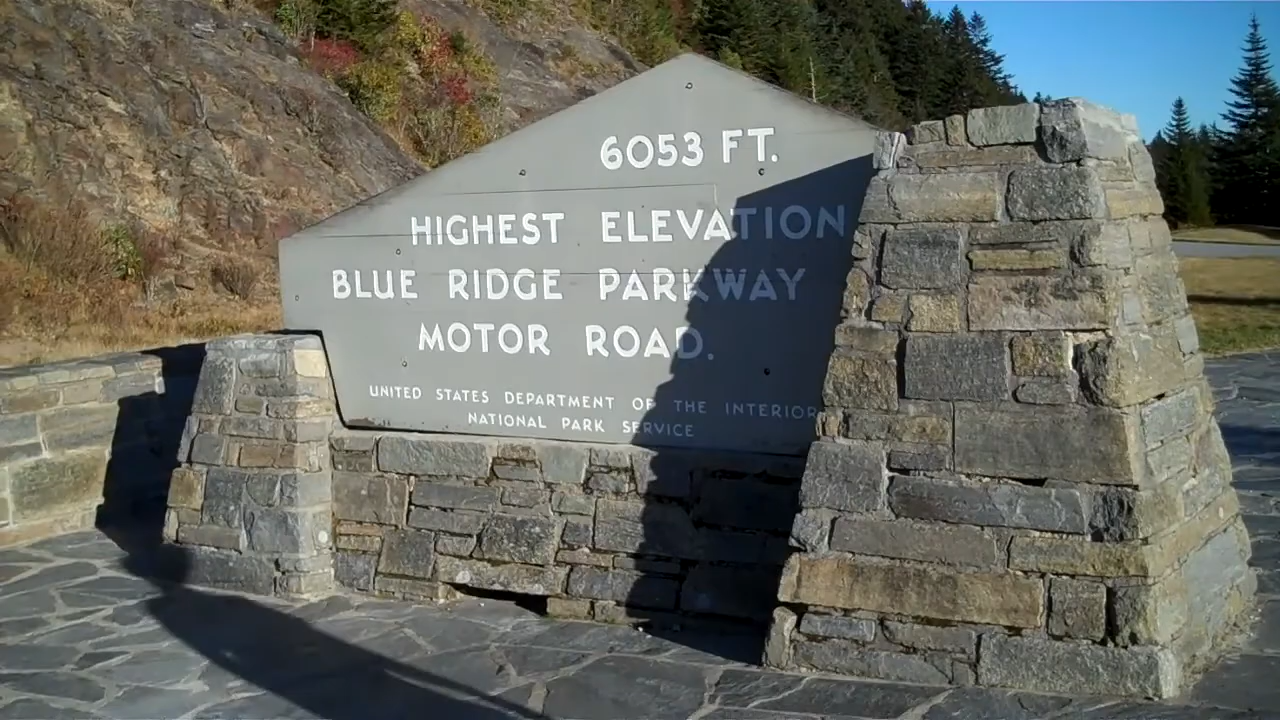 6053 FT.
HIGHEST ELEVATION
BLUE RIDGE PARKWAY
MOTOR ROAD.
UNITED STATES DEPARTMENT OF THE INTERIOR
NATIONAL PARK SERVICE